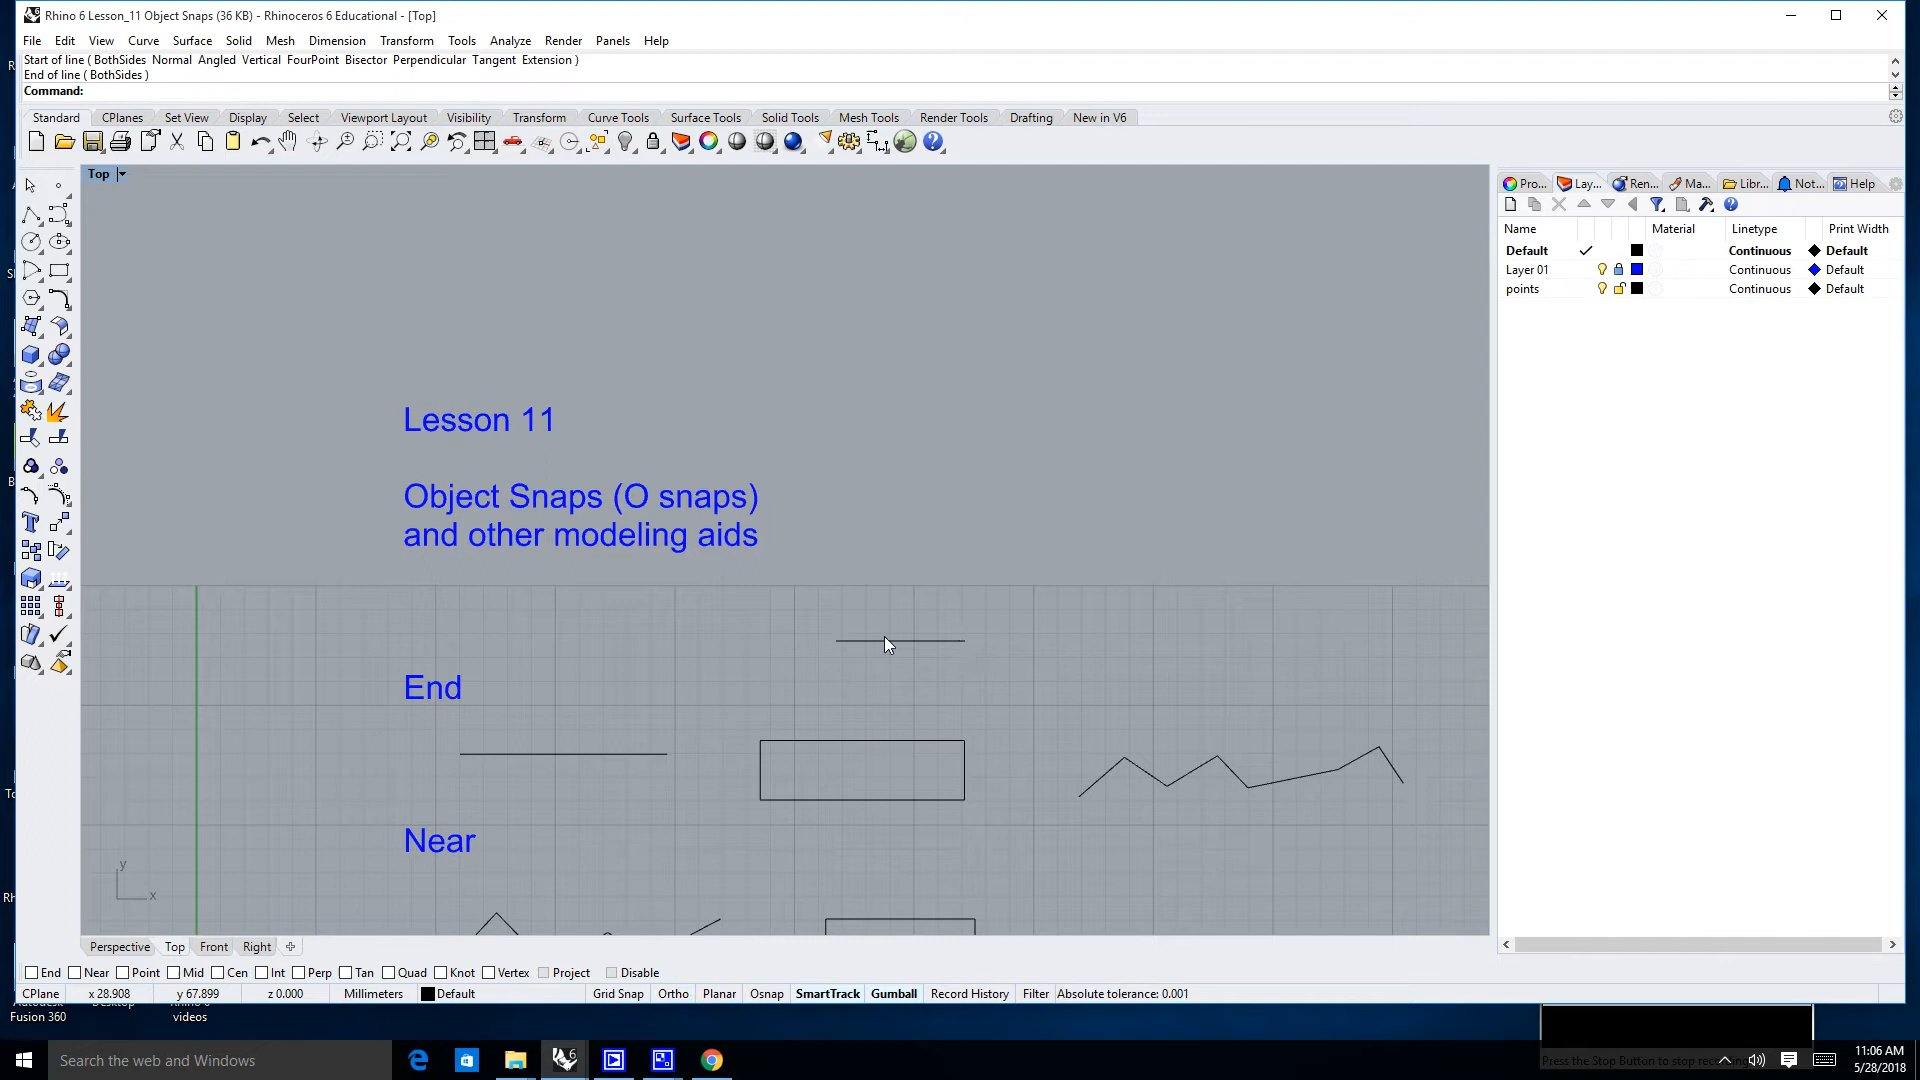 Rhino 6 Lesson_11 Object Snaps (36 KB) - Rhinoceros 6 Educational - [Top]
File Edit View Curve Surface Solid Mesh Dimension Transform Tools Analyze Render Panels Help
Start of line ( BothSides Normal Angled Vertical FourPoint Bisector Perpendicular Tangent Extension )
End of line ( BothSides )
Command:
Standard CPlanes Set View Display Select Viewport Layout Visibility Transform Curve Tools Surface Tools Solid Tools Mesh Tools Render Tools Drafting New in V6
Top
Pro... Lay... Ren... Ma... Libr... Not... Help
Name Material Linetype Print Width
Default Continuous Default
Layer 01 Continuous Default
points Continuous Default
Lesson 11
Object Snaps (O snaps)
and other modeling aids
End
Near
y
x
Perspective Top Front Right
End Near Point Mid Cen Int Perp Tan Quad Knot Vertex Project Disable
CPlane x 28.908 y 67.899 z 0.000 Millimeters Default Grid Snap Ortho Planar Osnap SmartTrack Gumball Record History Filter Absolute tolerance: 0.001
Fusion 360
videos
Search the web and Windows
Press the Stop Button to stop
11:06 AM
5/28/2018